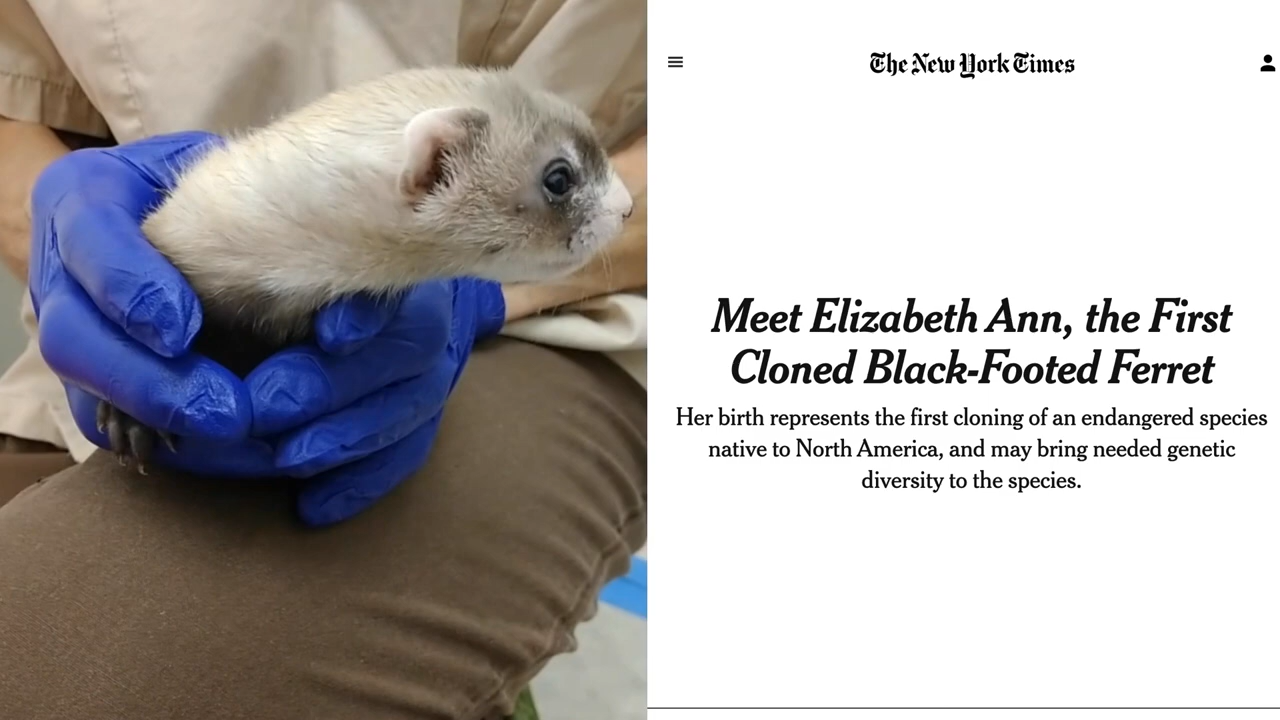 The New York Times
Meet Elizabeth Ann, the First
Cloned Black-Footed Ferret
Her birth represents the first cloning of an endangered species
native to North America, and may bring needed genetic
diversity to the species.